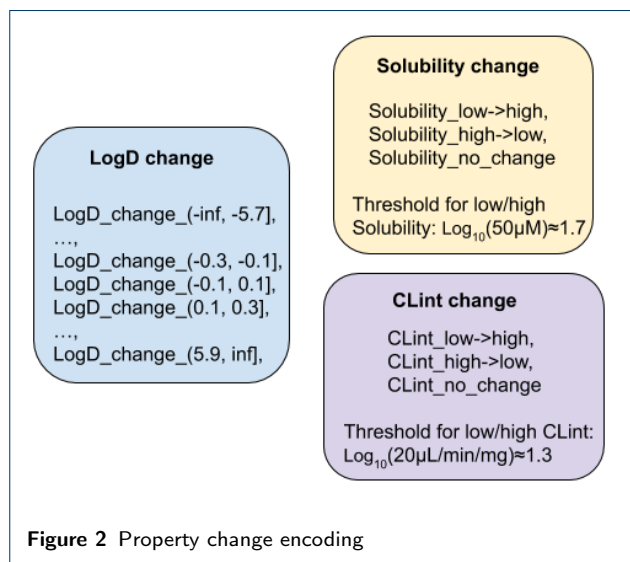 LogD change
LogD_change_(-inf, -5.7],
...,
LogD_change_(-0.3, -0.1],
LogD_change_(-0.1, 0.1],
LogD_change_(0.1, 0.3],
...,
LogD_change_(5.9, inf],
Solubility change
Solubility_low->high,
Solubility_high->low,
Solubility_no_change
Threshold for low/high
Solubility: Log₁₀(50µM)≈1.7
CLint change
CLint_low->high,
CLint_high->low,
CLint_no_change
Threshold for low/high CLint:
Log₁₀(20µL/min/mg)≈1.3
Figure 2 Property change encoding